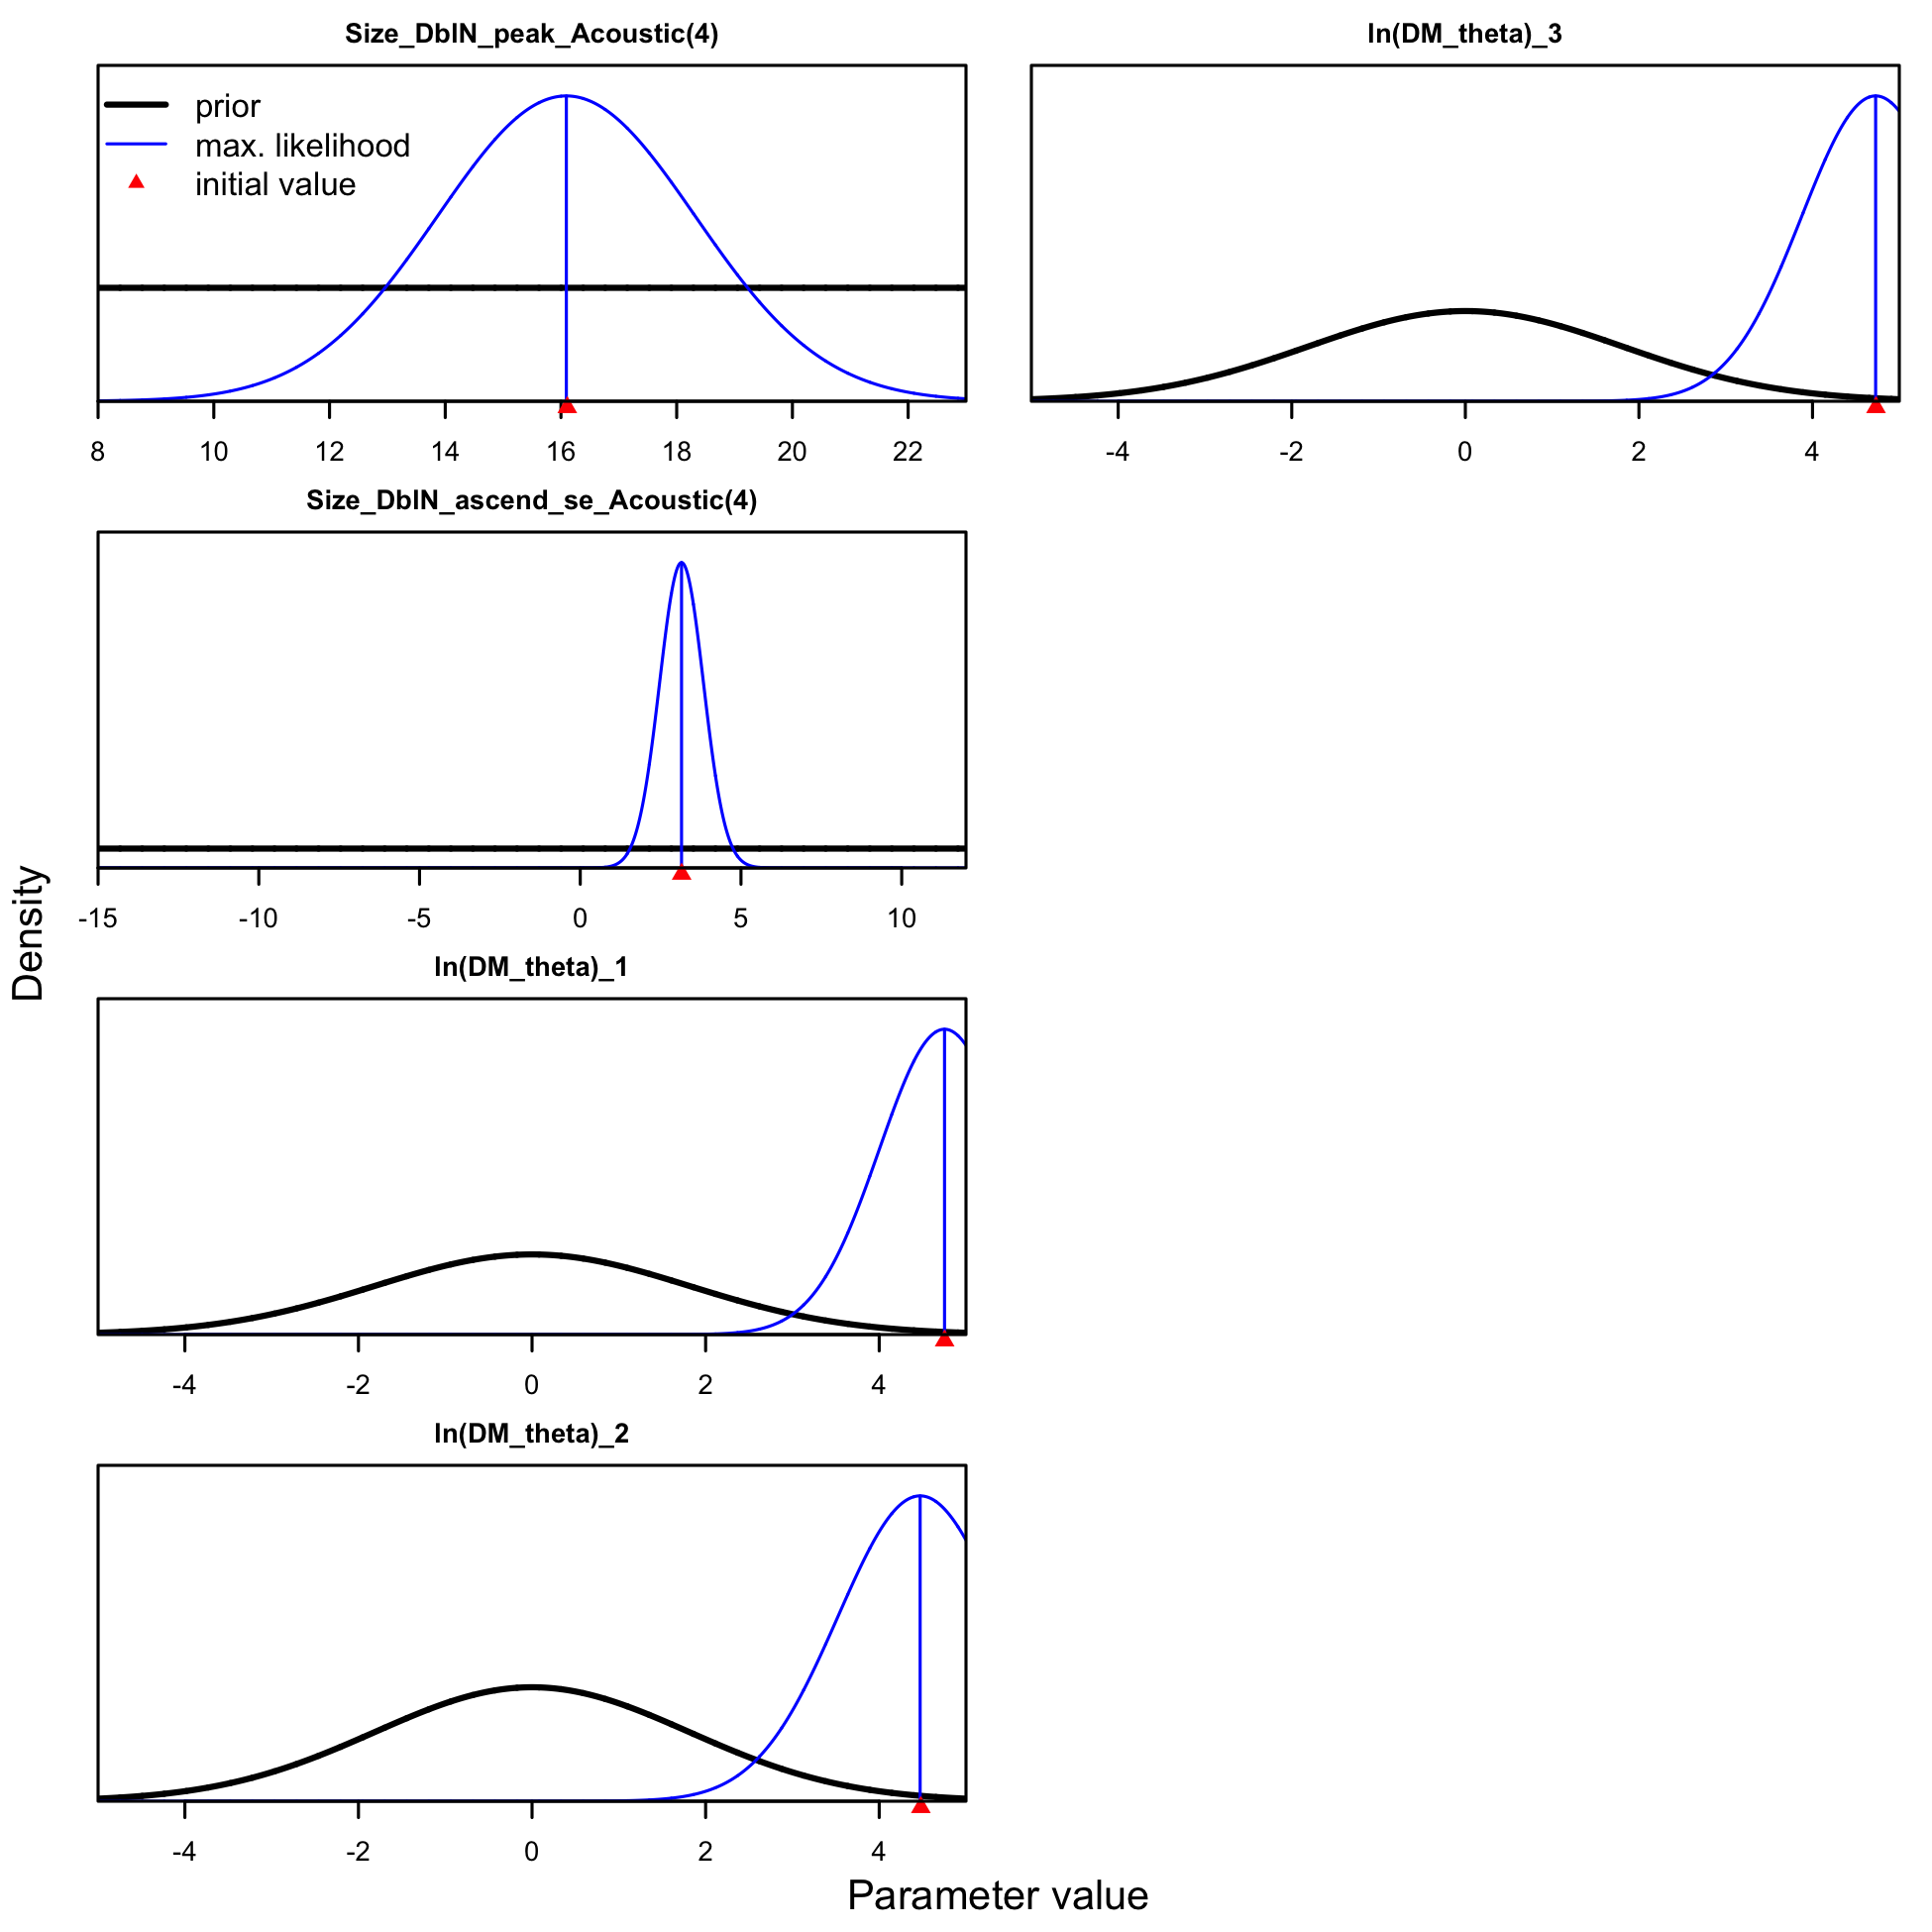 Size_DblN_peak_Acoustic(4)
prior
max. likelihood
initial value
8 10 12 14 16 18 20 22
ln(DM_theta)_3
-4 -2 0 2 4
Size_DblN_ascend_se_Acoustic(4)
-15 -10 -5 0 5 10
ln(DM_theta)_1
-4 -2 0 2 4
ln(DM_theta)_2
-4 -2 0 2 4
Density
Parameter value